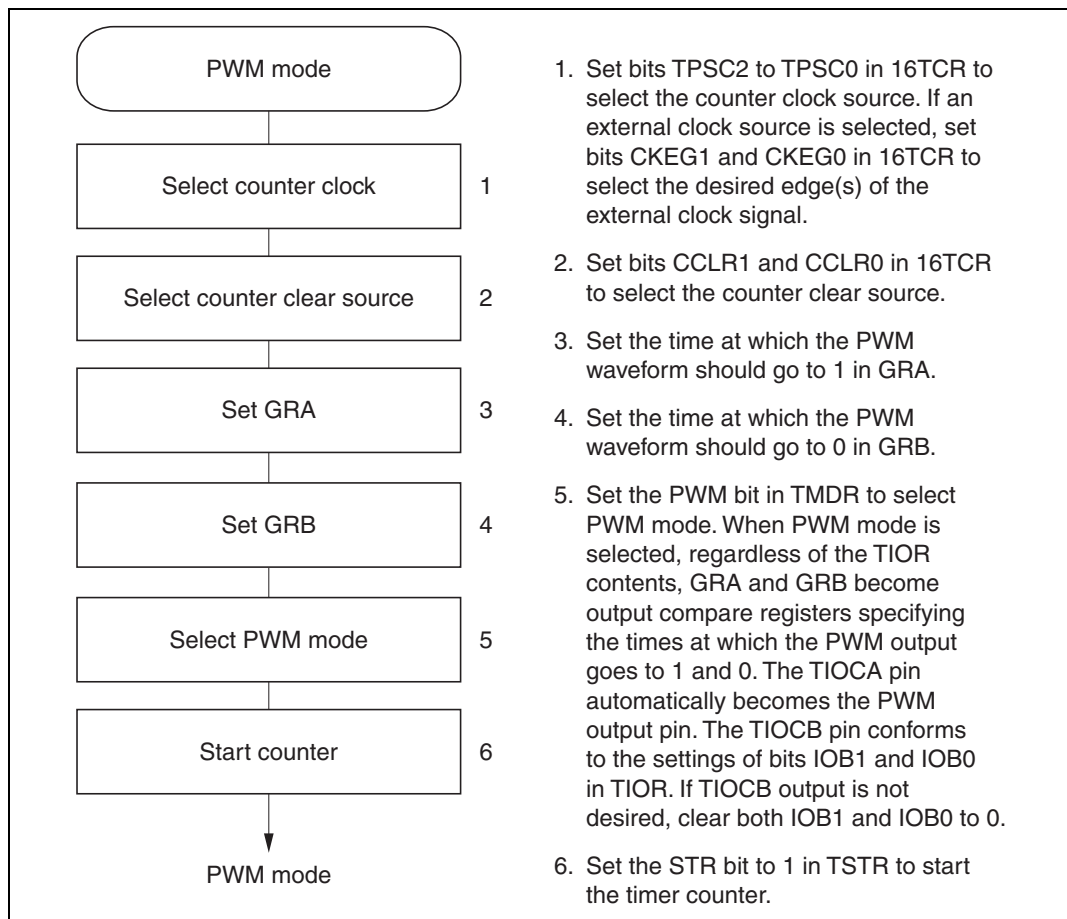 PWM mode
Select counter clock
1
Select counter clear source
2
Set GRA
3
Set GRB
4
Select PWM mode
5
Start counter
6
PWM mode
1. Set bits TPSC2 to TPSC0 in 16TCR to
select the counter clock source. If an
external clock source is selected, set
bits CKEG1 and CKEG0 in 16TCR to
select the desired edge(s) of the
external clock signal.
2. Set bits CCLR1 and CCLR0 in 16TCR
to select the counter clear source.
3. Set the time at which the PWM
waveform should go to 1 in GRA.
4. Set the time at which the PWM
waveform should go to 0 in GRB.
5. Set the PWM bit in TMDR to select
PWM mode. When PWM mode is
selected, regardless of the TIOR
contents, GRA and GRB become
output compare registers specifying
the times at which the PWM output
goes to 1 and 0. The TIOCA pin
automatically becomes the PWM
output pin. The TIOCB pin conforms
to the settings of bits IOB1 and IOB0
in TIOR. If TIOCB output is not
desired, clear both IOB1 and IOB0 to 0.
6. Set the STR bit to 1 in TSTR to start
the timer counter.